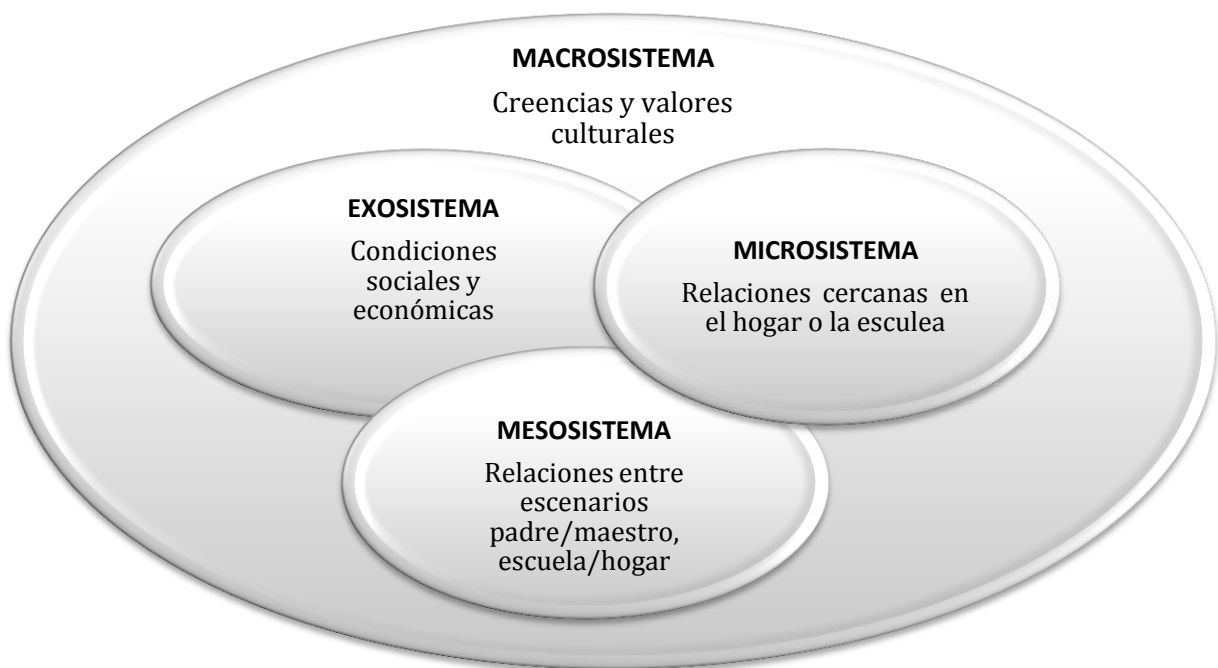 MACROSISTEMA
Creencias y valores
culturales
EXOSISTEMA
Condiciones
sociales y
económicas
MICROSISTEMA
Relaciones cercanas en
el hogar o la esculea
MESOSISTEMA
Relaciones entre
escenarios
padre/maestro,
escuela/hogar